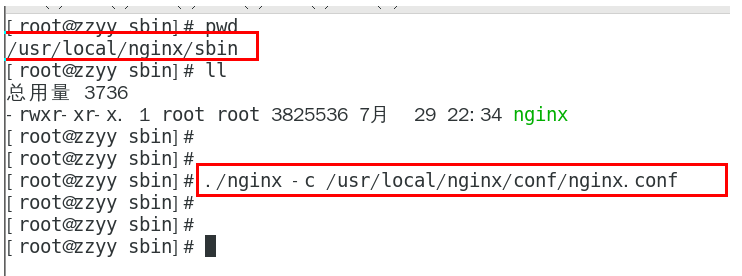 [root@zzyy sbin]# pwd
/usr/local/nginx/sbin
[root@zzyy sbin]# ll
总用量 3736
-rwxr-xr-x. 1 root root 3825536 7月  29 22:34 nginx
[root@zzyy sbin]#
[root@zzyy sbin]#
[root@zzyy sbin]# ./nginx -c /usr/local/nginx/conf/nginx.conf
[root@zzyy sbin]#
[root@zzyy sbin]#
[root@zzyy sbin]#